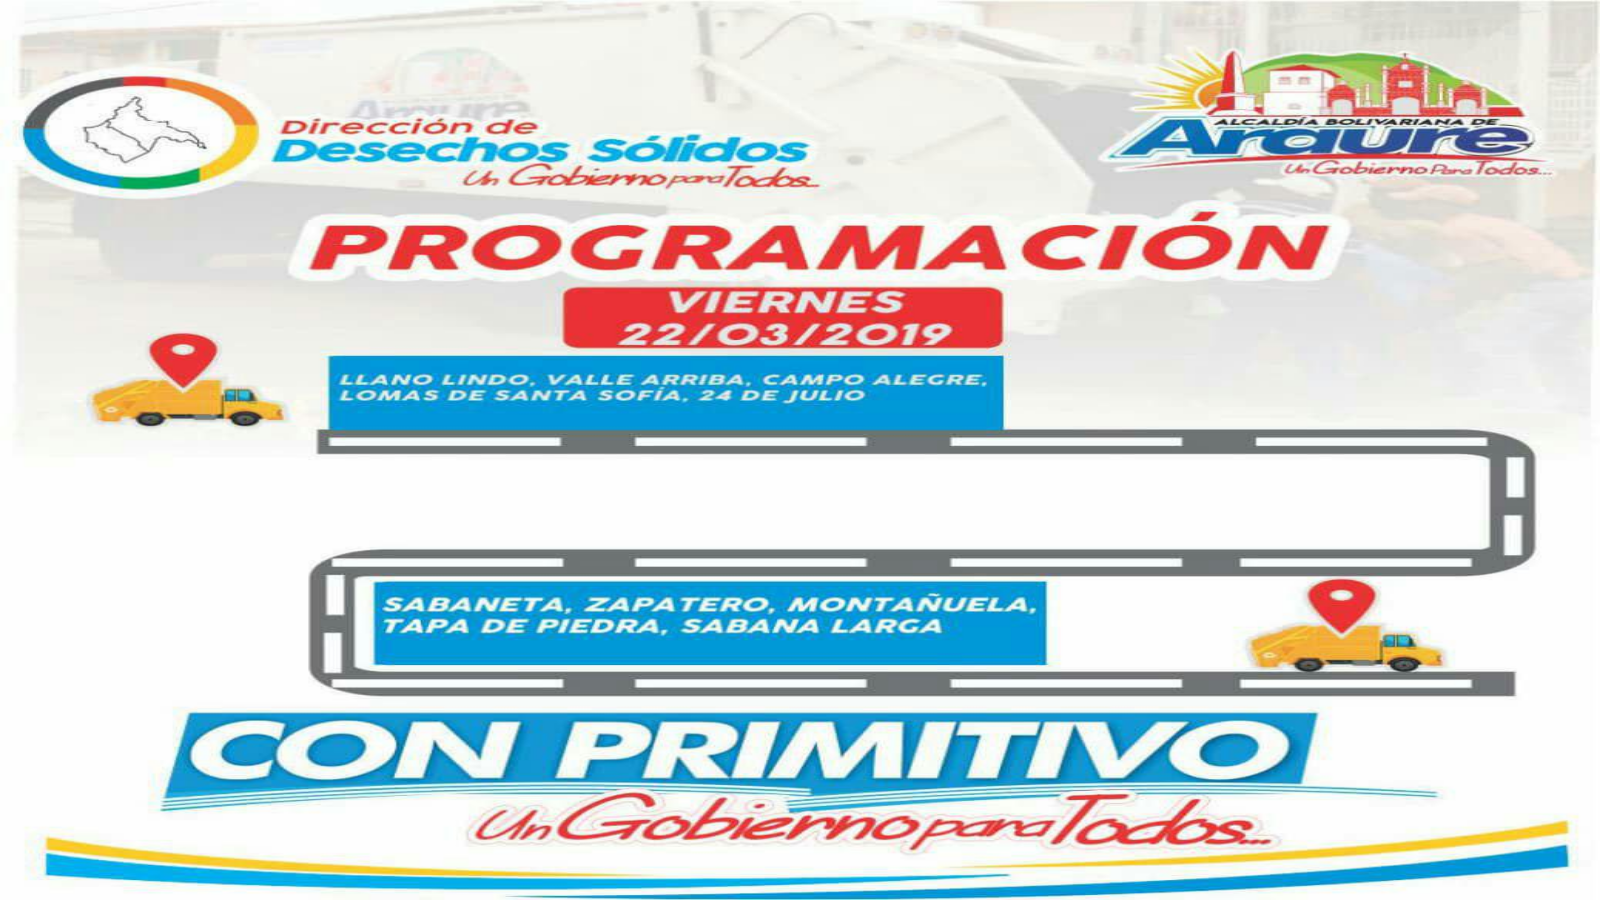 Dirección de
Desechos Sólidos
Un Gobierno para Todos...
Araure
ALCALDÍA BOLIVARIANA DE
Araure
Un Gobierno Para Todos...
PROGRAMACIÓN
VIERNES
22/03/2019
LLANO LINDO, VALLE ARRIBA, CAMPO ALEGRE,
LOMAS DE SANTA SOFÍA, 24 DE JULIO
SABANETA, ZAPATERO, MONTAÑUELA,
TAPA DE PIEDRA, SABANA LARGA
CON PRIMITIVO
Un Gobierno para Todos...